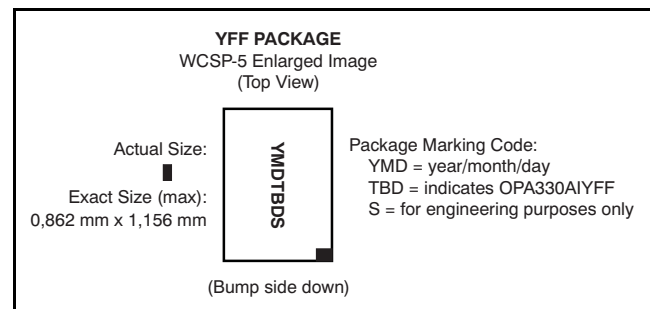 YFF PACKAGE
WCSP-5 Enlarged Image
(Top View)
Actual Size:
Exact Size (max):
0,862 mm x 1,156 mm
YMDTBDS
Package Marking Code:
YMD = year/month/day
TBD = indicates OPA330AIYFF
S = for engineering purposes only
(Bump side down)